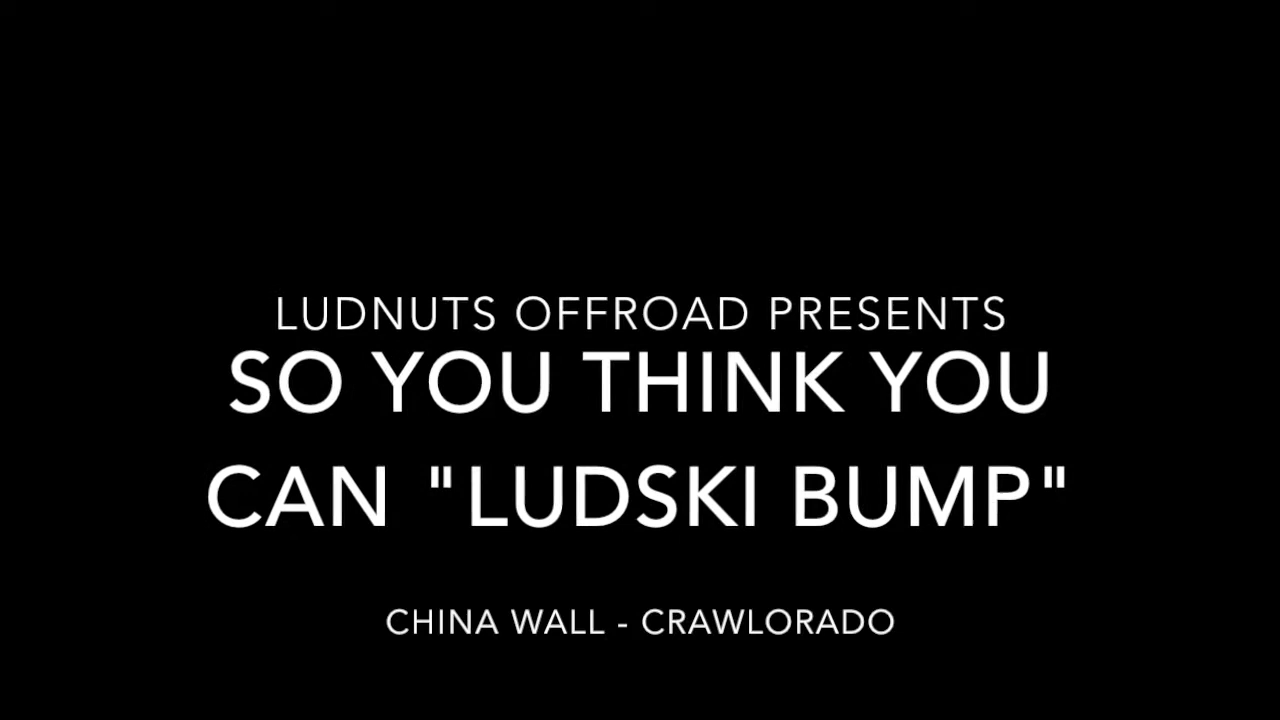 LUDNUTS OFFROAD PRESENTS
SO YOU THINK YOU
CAN "LUDSKI BUMP"
CHINA WALL - CRAWLORADO